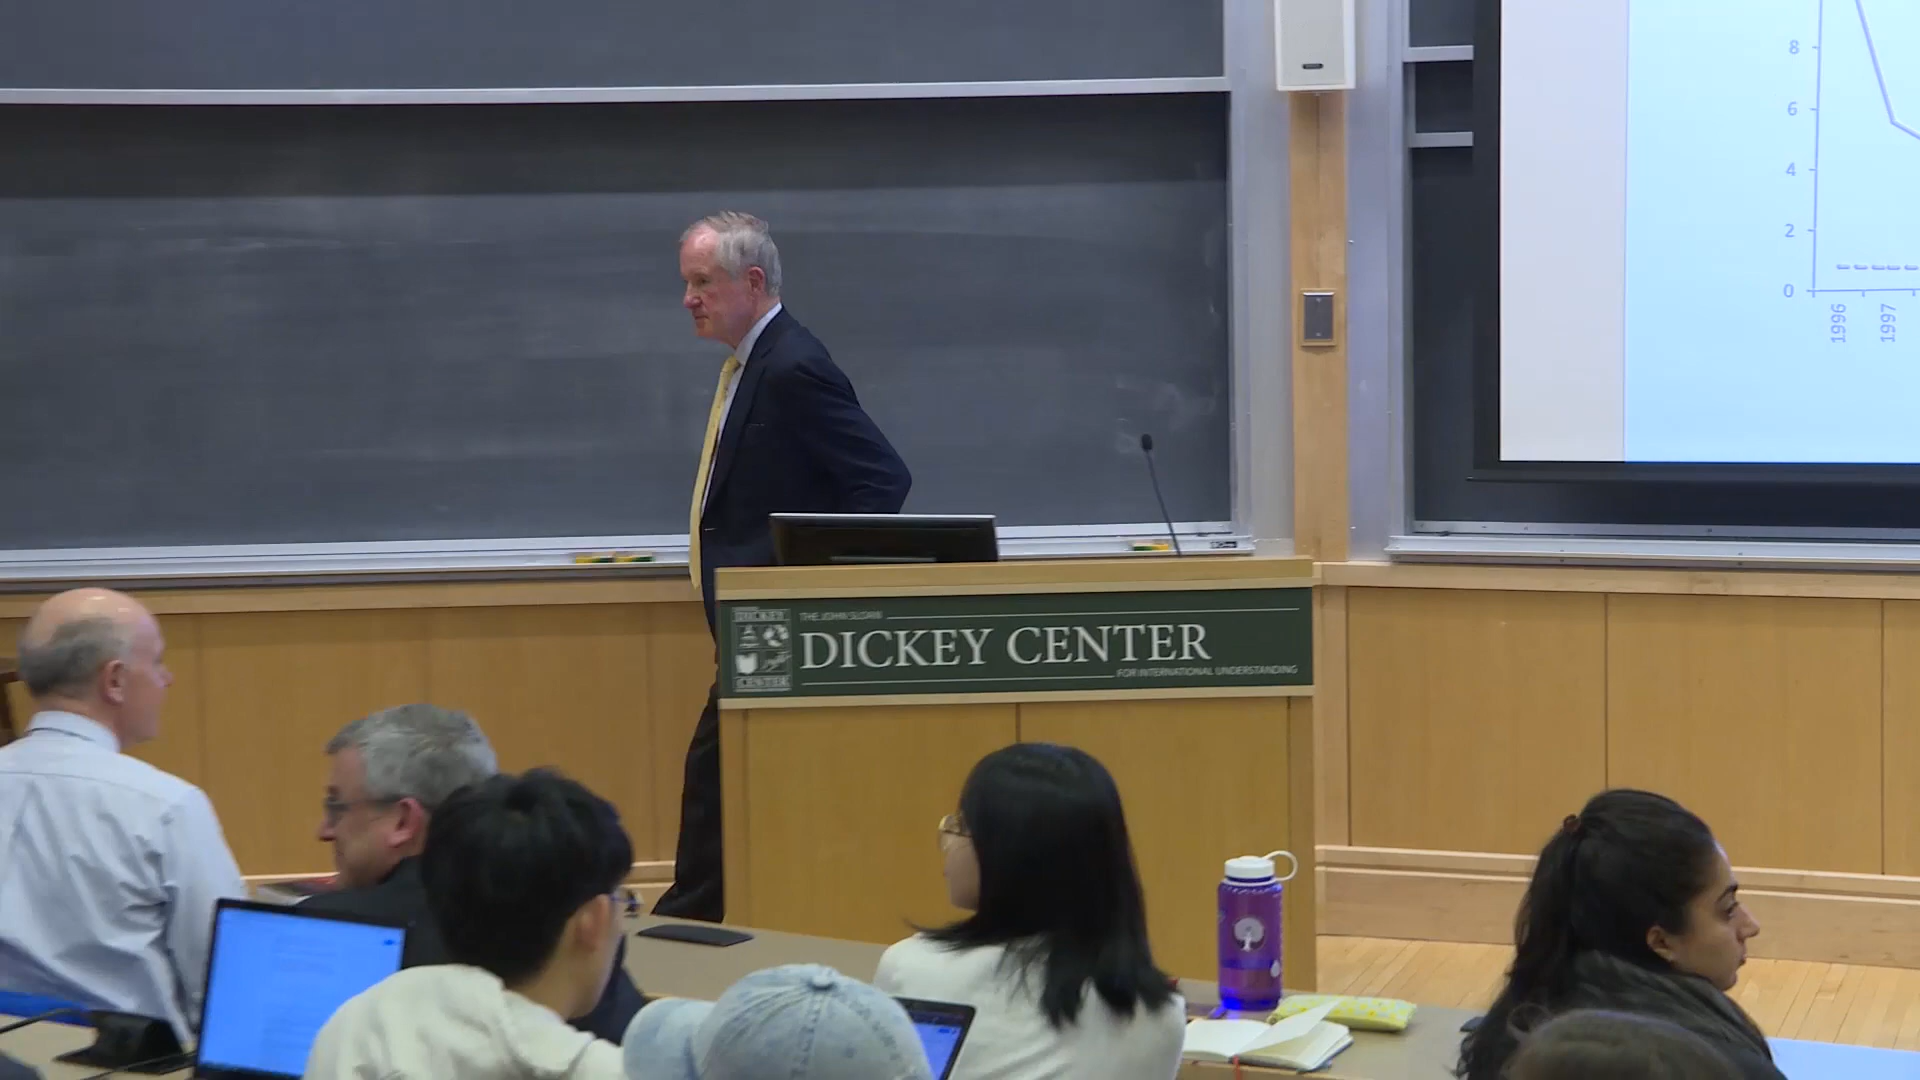 8
6
4
2
0
1996
1997
DICKEY
CENTER
THE JOHN SLOAN
DICKEY CENTER
FOR INTERNATIONAL UNDERSTANDING